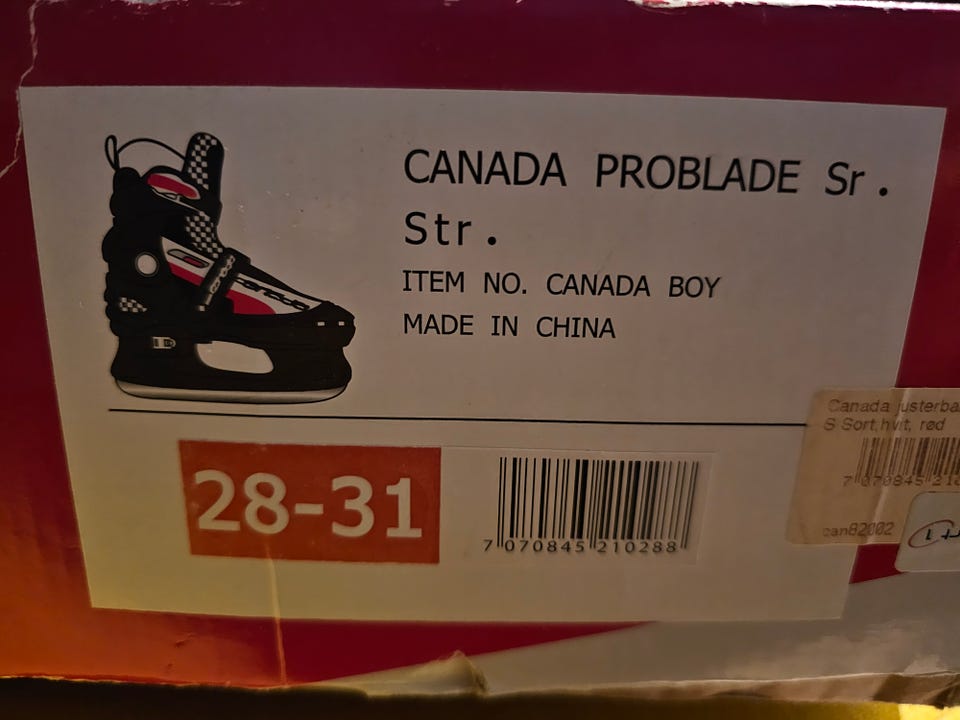 CANADA PROBLADE Sr.
Str.
ITEM NO. CANADA BOY
MADE IN CHINA
28-31
7 070845 210288
Canada
S Sort, hvit, rød
can82002